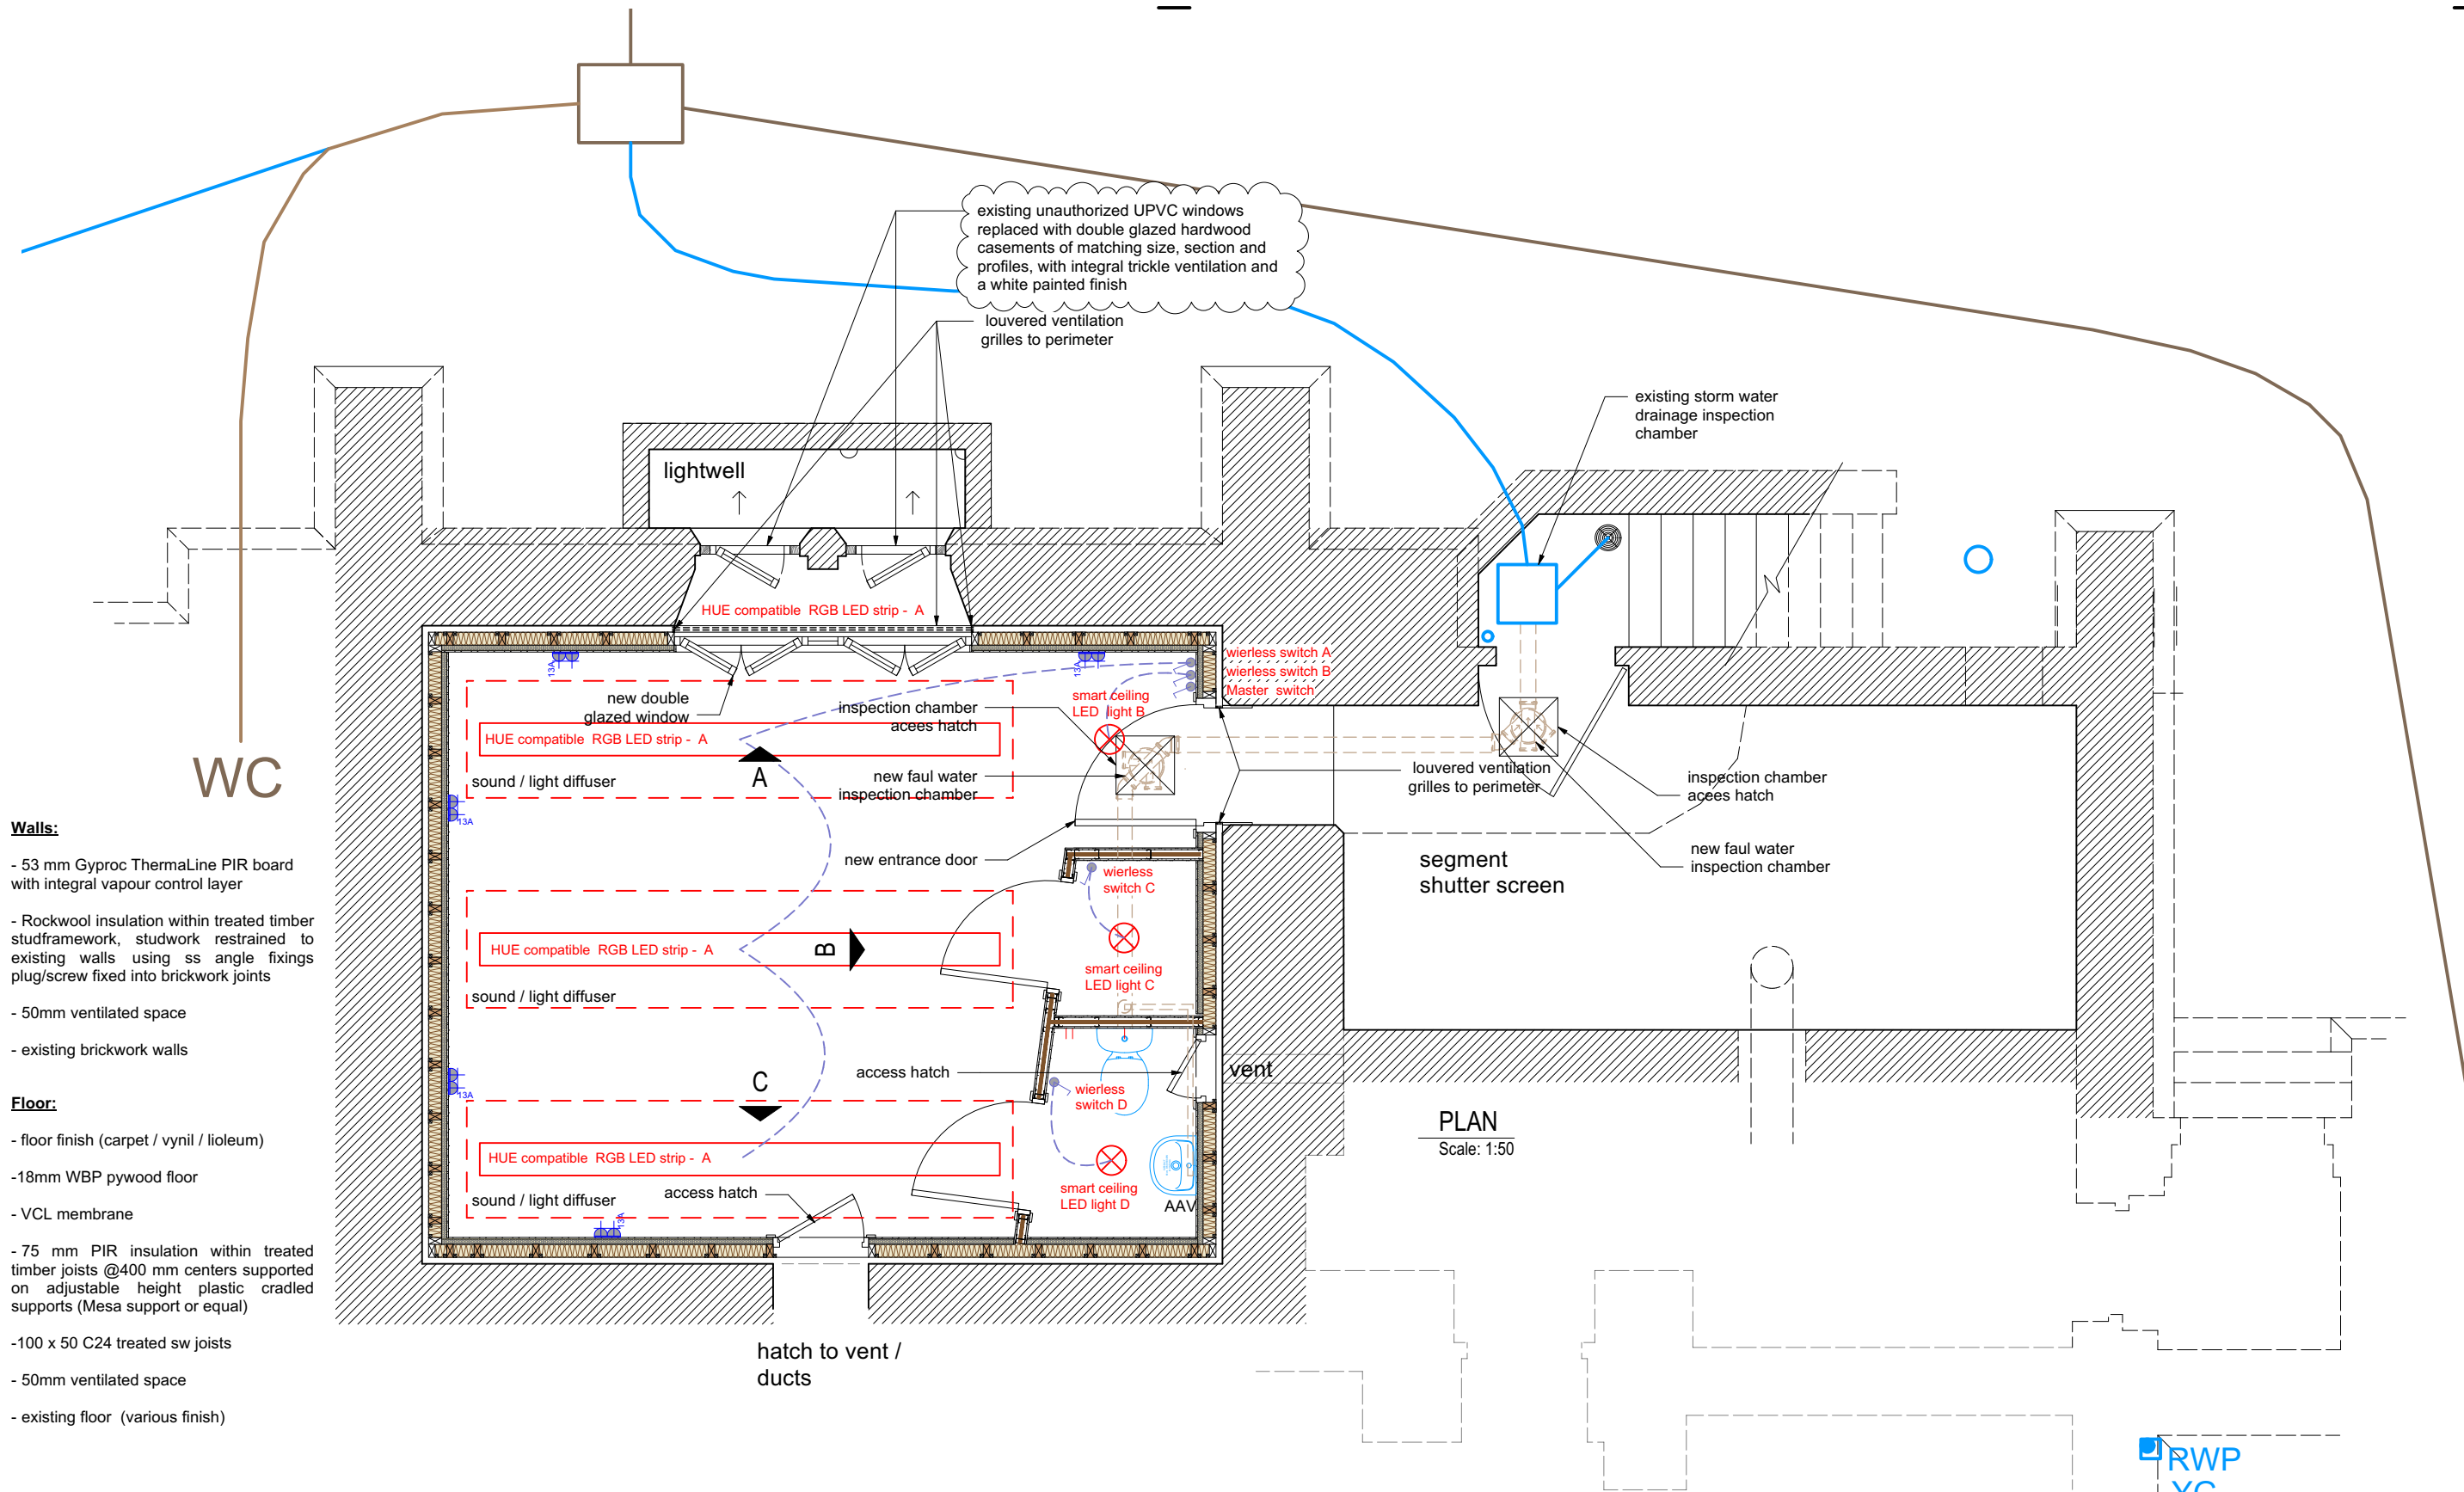 existing unauthorized UPVC windows
replaced with double glazed hardwood
casements of matching size, section and
profiles, with integral trickle ventilation and
a white painted finish
louvered ventilation
grilles to perimeter
existing storm water
drainage inspection
chamber
lightwell
HUE compatible RGB LED strip - A
wierless switch A
wierless switch B
Master switch
13A
13A
new double
glazed window
smart ceiling
LED light B
inspection chamber
acees hatch
HUE compatible RGB LED strip - A
A
sound / light diffuser
new faul water
inspection chamber
louvered ventilation
grilles to perimeter
inspection chamber
acees hatch
WC
13A
new entrance door
segment
shutter screen
new faul water
inspection chamber
wierless
switch C
HUE compatible RGB LED strip - A
B
smart ceiling
LED light C
sound / light diffuser
access hatch
vent
C
13A
wierless
switch D
PLAN
Scale: 1:50
HUE compatible RGB LED strip - A
sound / light diffuser
access hatch
smart ceiling
LED light D
AAV
13A
hatch to vent /
ducts
Walls:
- 53 mm Gyproc ThermaLine PIR board
with integral vapour control layer
- Rockwool insulation within treated timber
studframework, studwork restrained to
existing walls using ss angle fixings
plug/screw fixed into brickwork joints
- 50mm ventilated space
- existing brickwork walls
Floor:
- floor finish (carpet / vynil / lioleum)
-18mm WBP pywood floor
- VCL membrane
- 75 mm PIR insulation within treated
timber joists @400 mm centers supported
on adjustable height plastic cradled
supports (Mesa support or equal)
-100 x 50 C24 treated sw joists
- 50mm ventilated space
- existing floor (various finish)
RWP